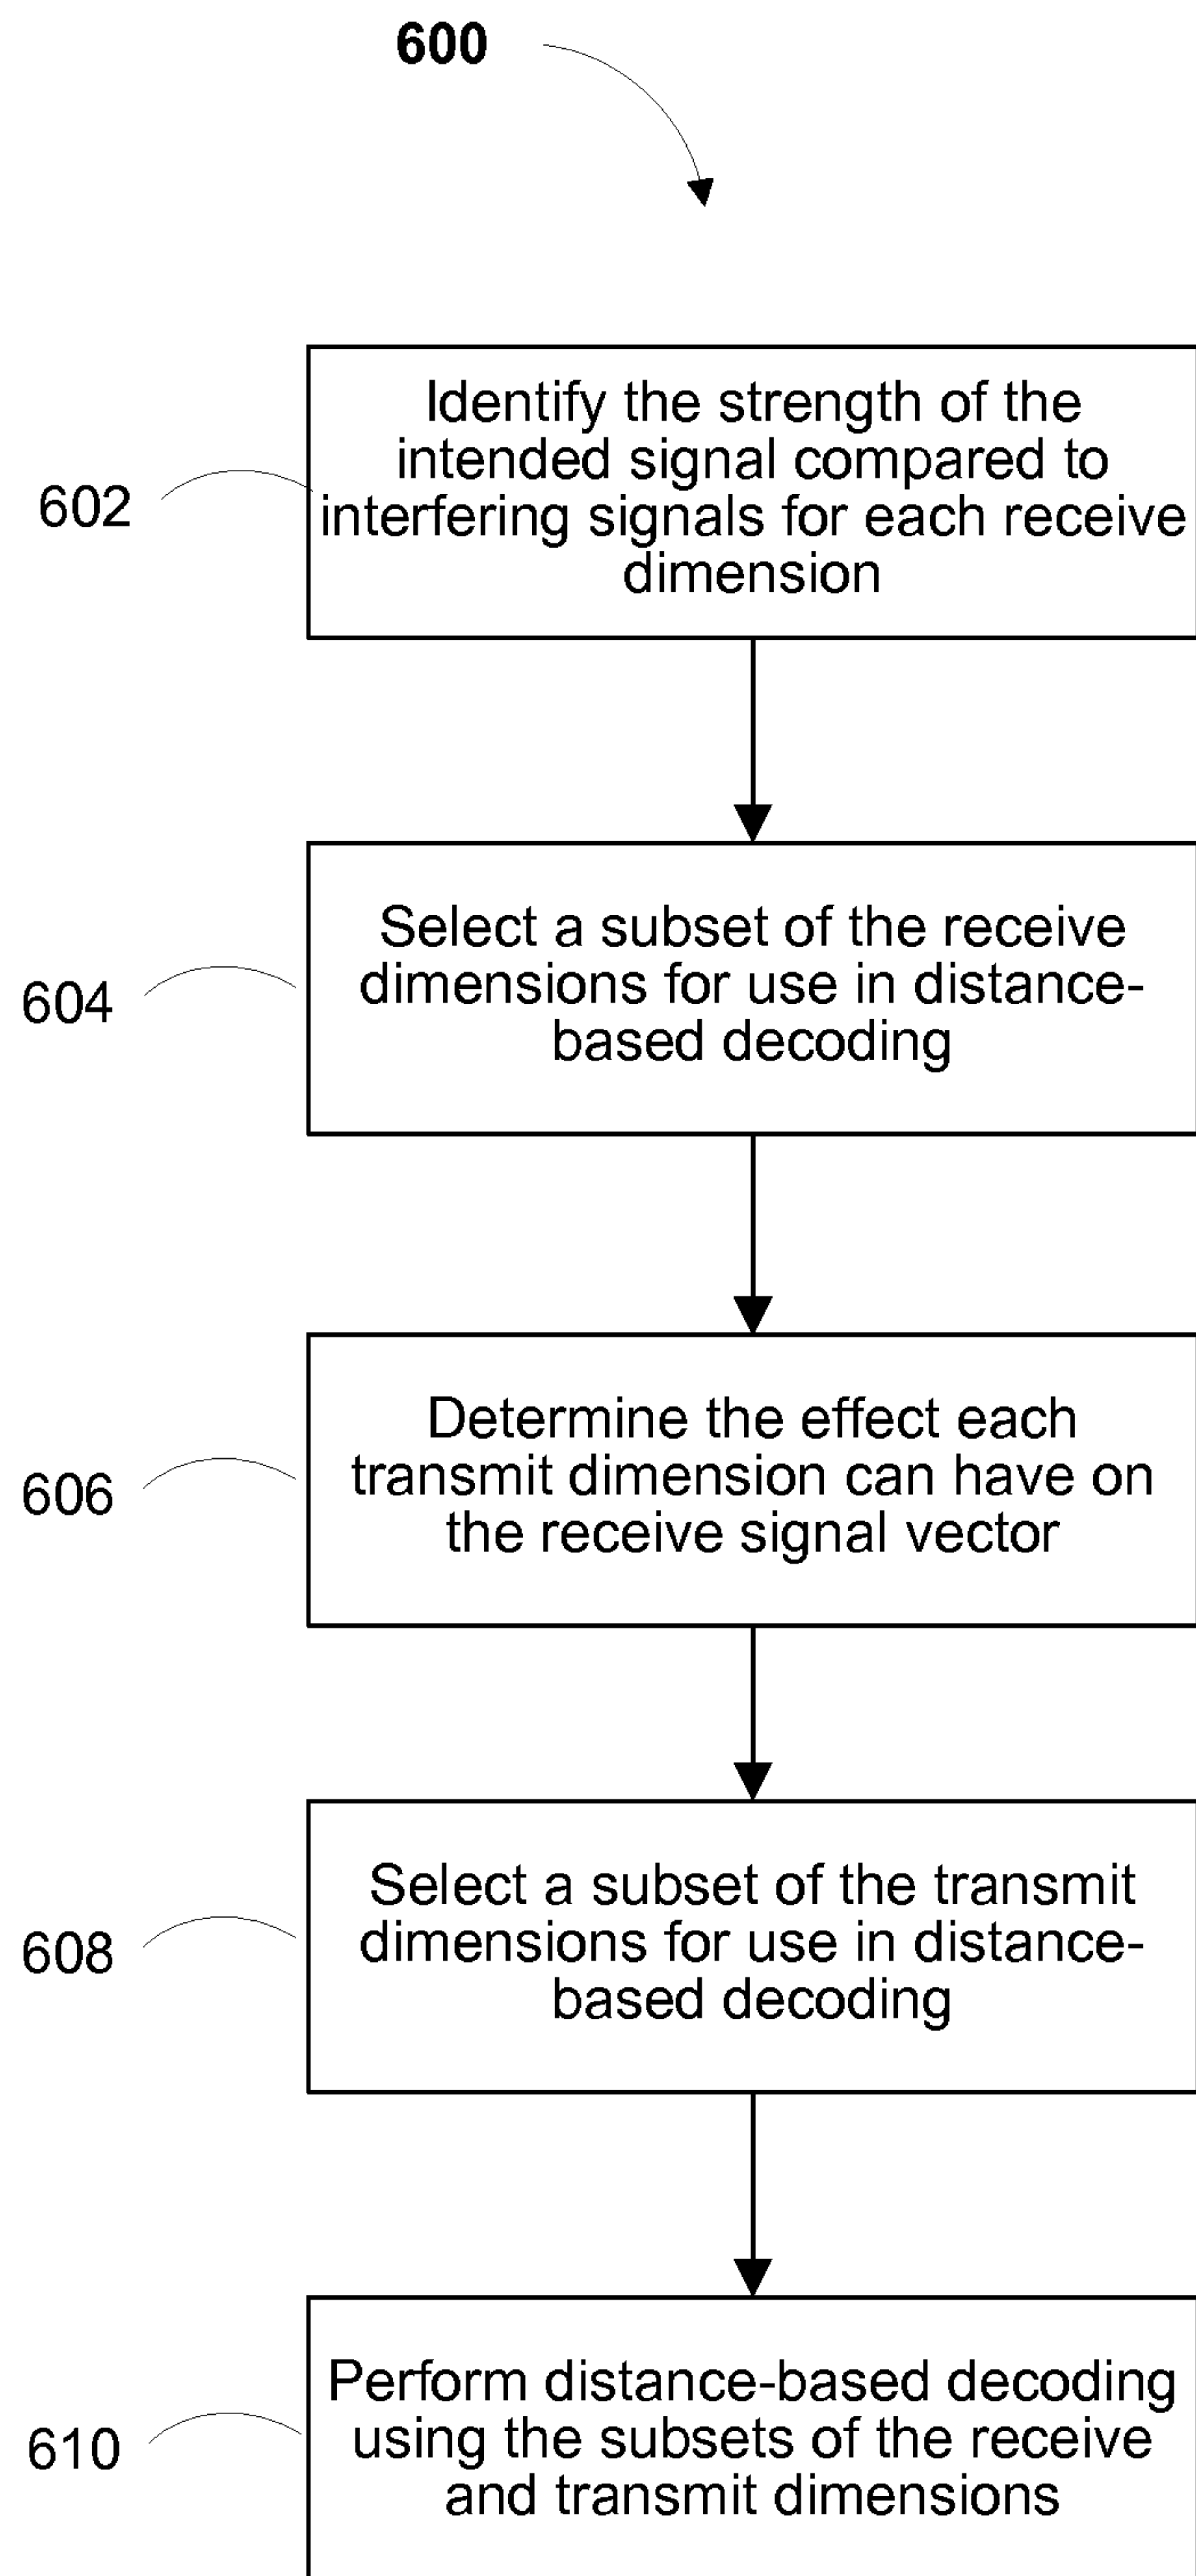 600
602
Identify the strength of the
intended signal compared to
interfering signals for each receive
dimension
604
Select a subset of the receive
dimensions for use in distance-
based decoding
606
Determine the effect each
transmit dimension can have on
the receive signal vector
608
Select a subset of the transmit
dimensions for use in distance-
based decoding
610
Perform distance-based decoding
using the subsets of the receive
and transmit dimensions